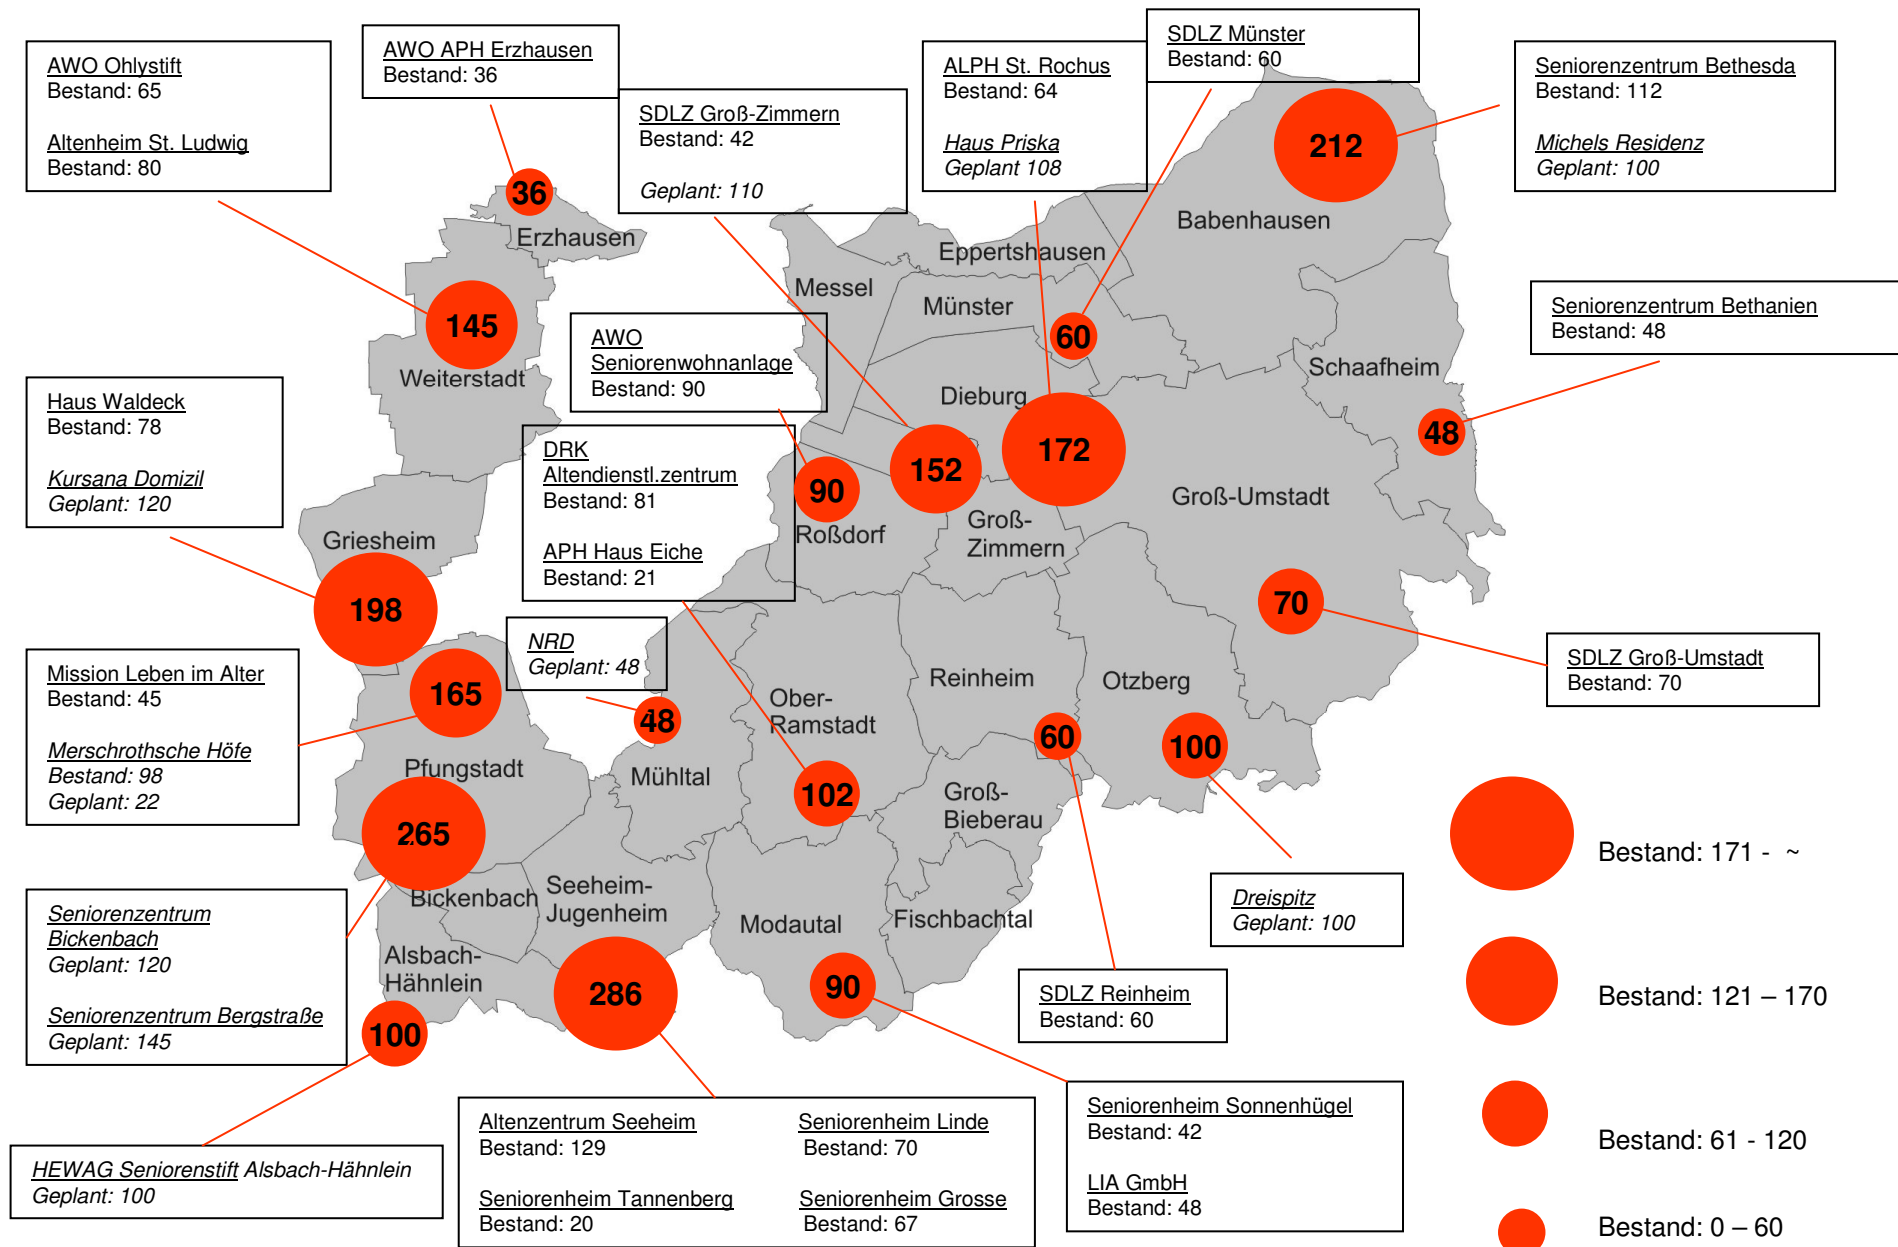 AWO Ohlystift
Bestand: 65
Altenheim St. Ludwig
Bestand: 80
AWO APH Erzhausen
Bestand: 36
SDLZ Groß-Zimmern
Bestand: 42
Geplant: 110
ALPH St. Rochus
Bestand: 64
Haus Priska
Geplant 108
SDLZ Münster
Bestand: 60
Seniorenzentrum Bethesda
Bestand: 112
Michels Residenz
Geplant: 100
212
36
Erzhausen
Babenhausen
Eppertshausen
Messel
Münster
145
Weiterstadt
AWO
Seniorenwohnanlage
Bestand: 90
60
Seniorenzentrum Bethanien
Bestand: 48
Schaafheim
48
Dieburg
Haus Waldeck
Bestand: 78
Kursana Domizil
Geplant: 120
DRK
Altendienstl.zentrum
Bestand: 81
APH Haus Eiche
Bestand: 21
172
152
90
Groß-Umstadt
Roßdorf
Groß-
Zimmern
Griesheim
198
70
NRD
Geplant: 48
SDLZ Groß-Umstadt
Bestand: 70
Mission Leben im Alter
Bestand: 45
Merschrothsche Höfe
Bestand: 98
Geplant: 22
165
Pfungstadt
48
Mühltal
Ober-
Ramstadt
102
Reinheim
60
Otzberg
100
Groß-
Bieberau
265
Bickenbach
Seeheim-
Jugenheim
Modautal
Fischbachtal
Dreispitz
Geplant: 100
Bestand: 171 - ~
Seniorenzentrum
Bickenbach
Geplant: 120
Seniorenzentrum Bergstraße
Geplant: 145
Alsbach-
Hähnlein
100
286
90
SDLZ Reinheim
Bestand: 60
Bestand: 121 – 170
HEWAG Seniorenstift Alsbach-Hähnlein
Geplant: 100
Altenzentrum Seeheim
Bestand: 129
Seniorenheim Tannenberg
Bestand: 20
Seniorenheim Linde
Bestand: 70
Seniorenheim Grosse
Bestand: 67
Seniorenheim Sonnenhügel
Bestand: 42
LIA GmbH
Bestand: 48
Bestand: 61 - 120
Bestand: 0 – 60